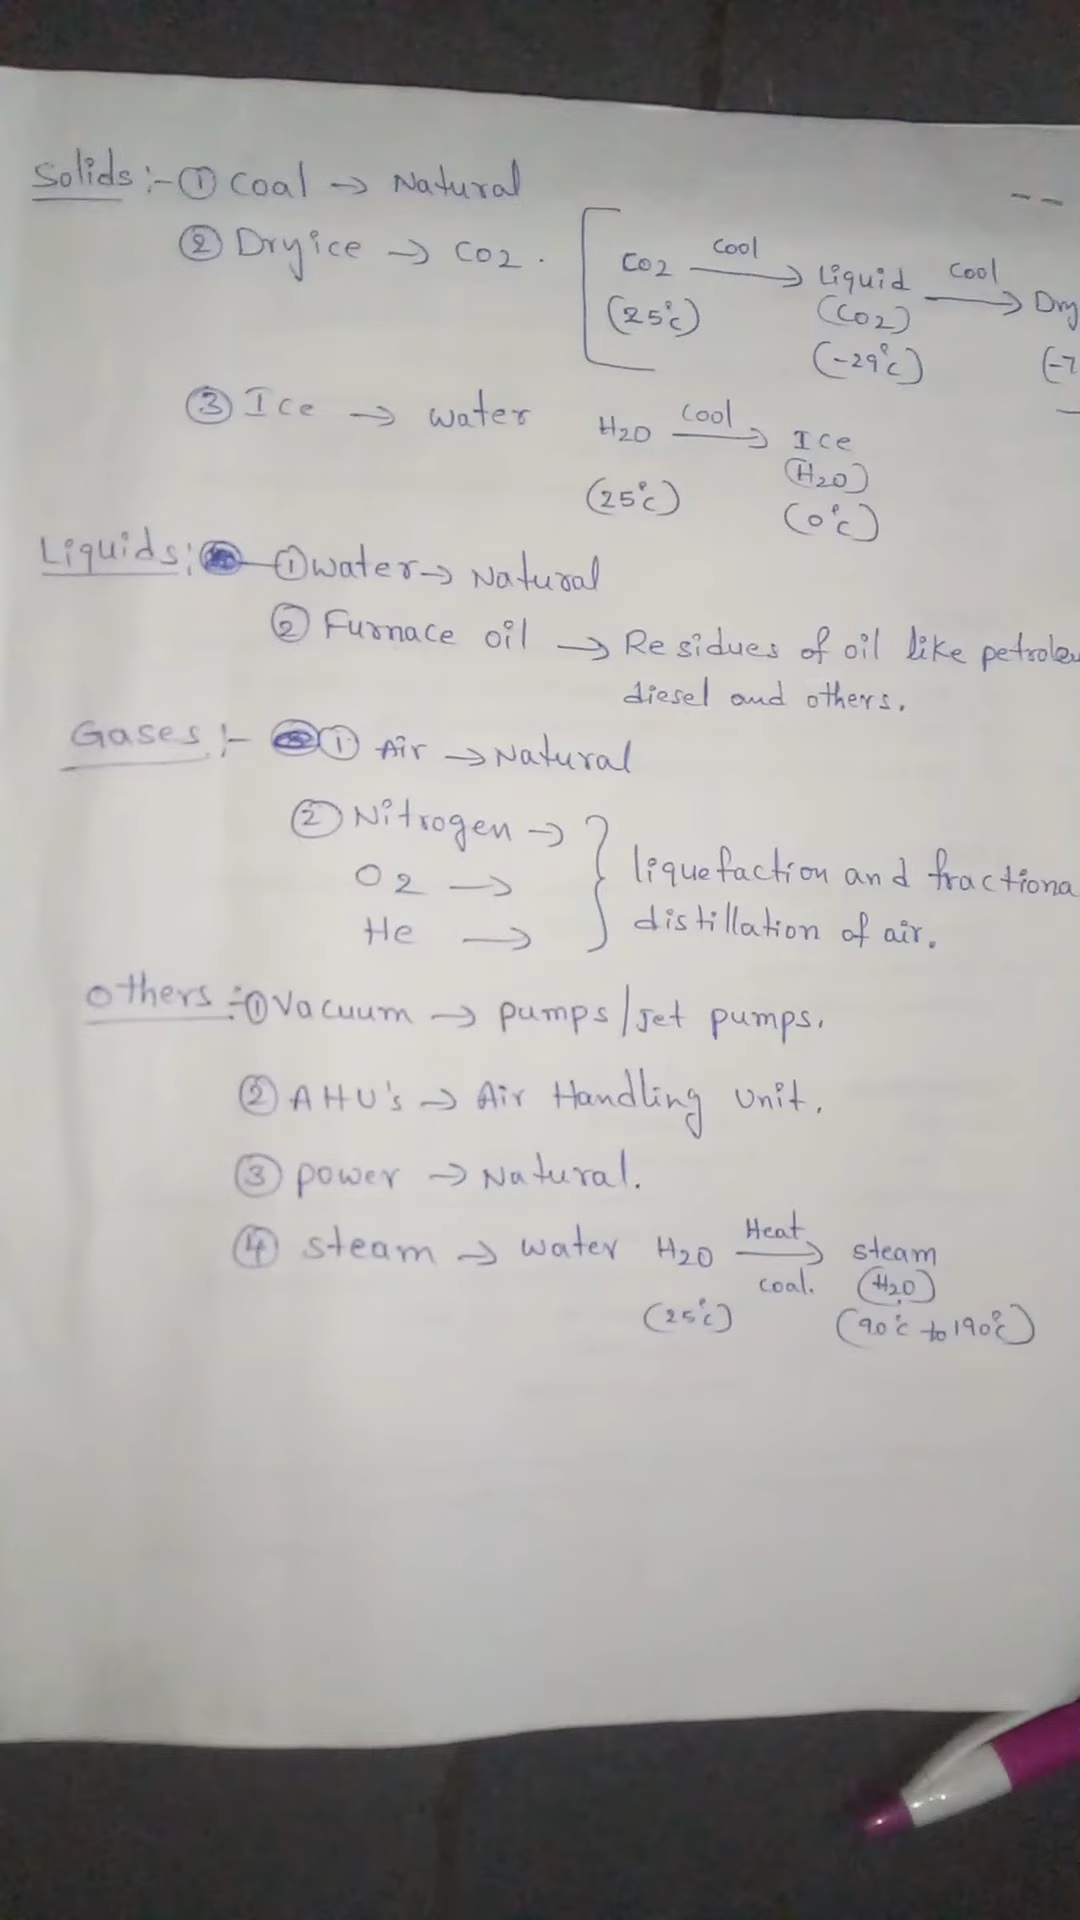 Solids :- ① Coal → Natural
② Dry ice → CO2 . [ CO2 —Cool→ Liquid —Cool→ Dry
(25°c) (CO2)
(-29°c) (-7
③ Ice → water H2O —Cool→ Ice
(H2O)
(25°c) (0°c)
Liquids :- ① Water → Natural
② Furnace oil → Residues of oil like petroleu
diesel and others.
Gases :- ① Air → Natural
② Nitrogen →
O2 → } liquefaction and fractiona
He → distillation of air.
Others :- ① Vacuum → pumps/Jet pumps.
② AHU's → Air Handling Unit.
③ power → Natural.
④ steam → water H2O —Heat→ steam
coal. (H2O)
(25°c) (90°c to 190°c)